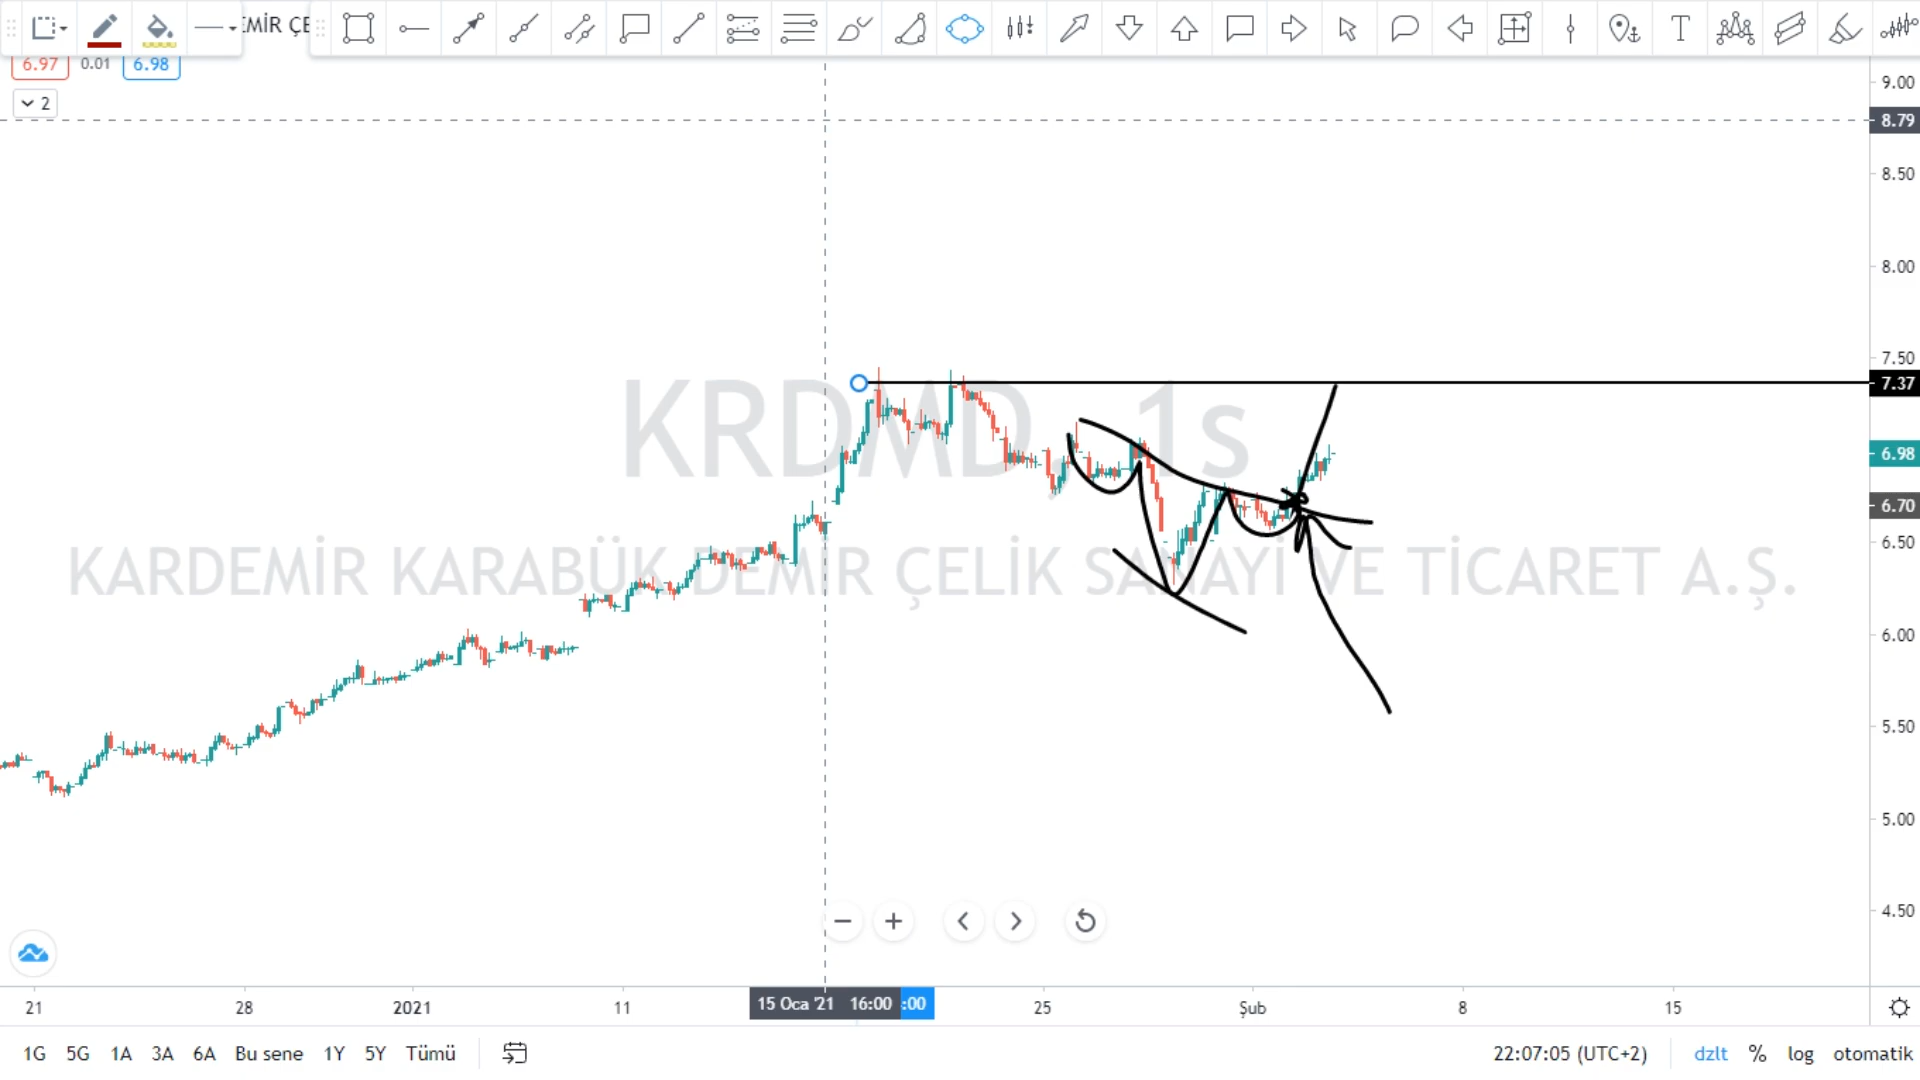 EMİR ÇE
6.97 0.01 6.98
2
9.00
8.79
8.50
8.00
7.50
7.37
KRDMD, 1s
6.98
6.70
6.50
KARDEMİR KARABÜK DEMİR ÇELİK SANAYİ VE TİCARET A.Ş.
6.00
5.50
5.00
4.50
21 28 2021 11 15 Oca '21 16:00 :00 25 Şub 8 15
1G 5G 1A 3A 6A Bu sene 1Y 5Y Tümü 22:07:05 (UTC+2) dzlt % log otomatik